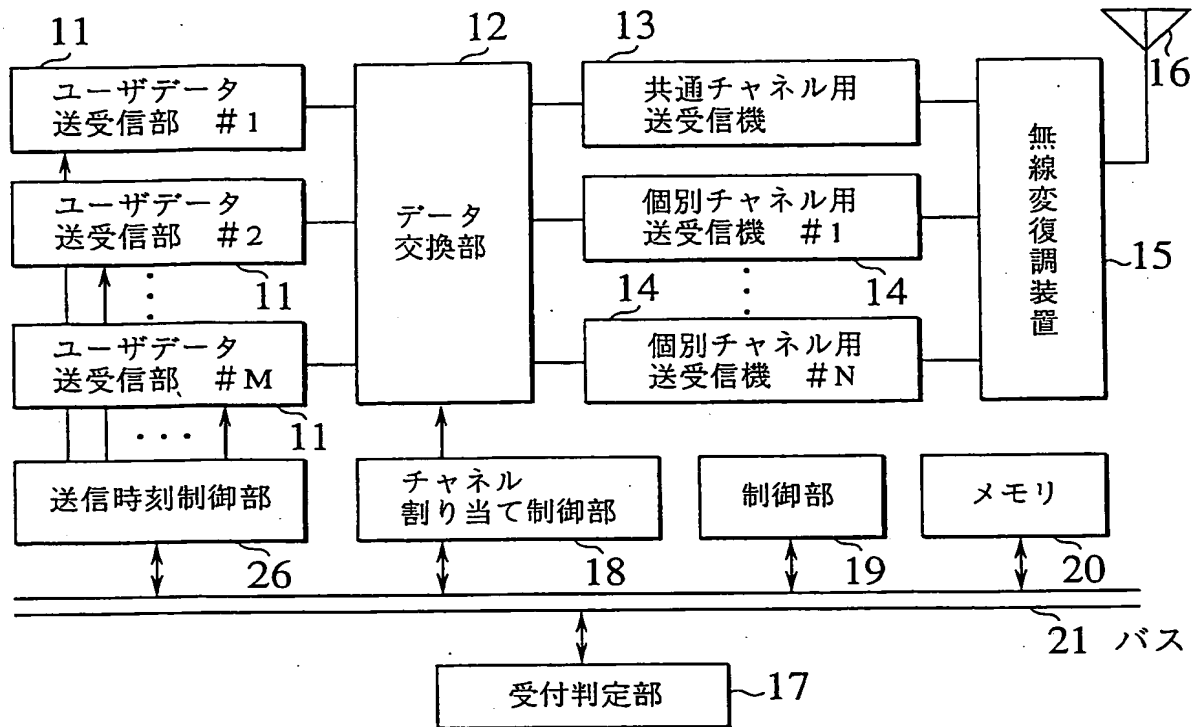 11
ユーザデータ
送受信部 #1
12
データ
交換部
13
共通チャネル用
送受信機
16
無線変復調装置
15
ユーザデータ
送受信部 #2
11
個別チャネル用
送受信機 #1
14
ユーザデータ
送受信部 #M
11
14
個別チャネル用
送受信機 #N
送信時刻制御部
26
チャネル
割り当て制御部
18
制御部
19
メモリ
20
21 バス
受付判定部
17